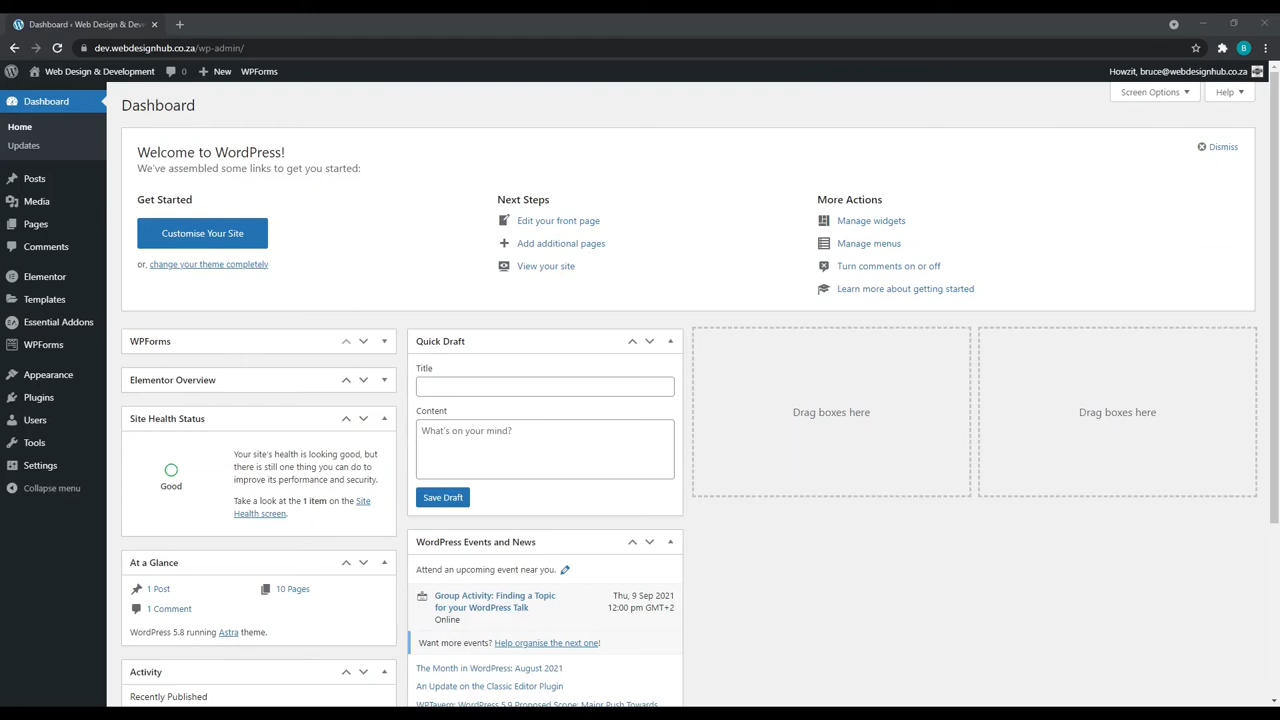 Dashboard ‹ Web Design & Deve
dev.webdesignhub.co.za/wp-admin/
B
Web Design & Development
0
New
WPForms
Howzit, bruce@webdesignhub.co.za
Dashboard
Home
Updates
Posts
Media
Pages
Comments
Elementor
Templates
Essential Addons
WPForms
Appearance
Plugins
Users
Tools
Settings
Collapse menu
Dashboard
Screen Options
Help
Welcome to WordPress!
We've assembled some links to get you started:
Dismiss
Get Started
Customise Your Site
or, change your theme completely
Next Steps
Edit your front page
Add additional pages
View your site
More Actions
Manage widgets
Manage menus
Turn comments on or off
Learn more about getting started
WPForms
Elementor Overview
Site Health Status
Good
Your site's health is looking good, but
there is still one thing you can do to
improve its performance and security.
Take a look at the 1 item on the Site
Health screen.
At a Glance
1 Post
10 Pages
1 Comment
WordPress 5.8 running Astra theme.
Activity
Recently Published
Quick Draft
Title
Content
What's on your mind?
Save Draft
WordPress Events and News
Attend an upcoming event near you.
Group Activity: Finding a Topic
for your WordPress Talk
Online
Thu, 9 Sep 2021
12:00 pm GMT+2
Want more events? Help organise the next one!
The Month in WordPress: August 2021
An Update on the Classic Editor Plugin
WPTavern: WordPress 5.9 Proposed Scope: Major Push Towards
Drag boxes here
Drag boxes here